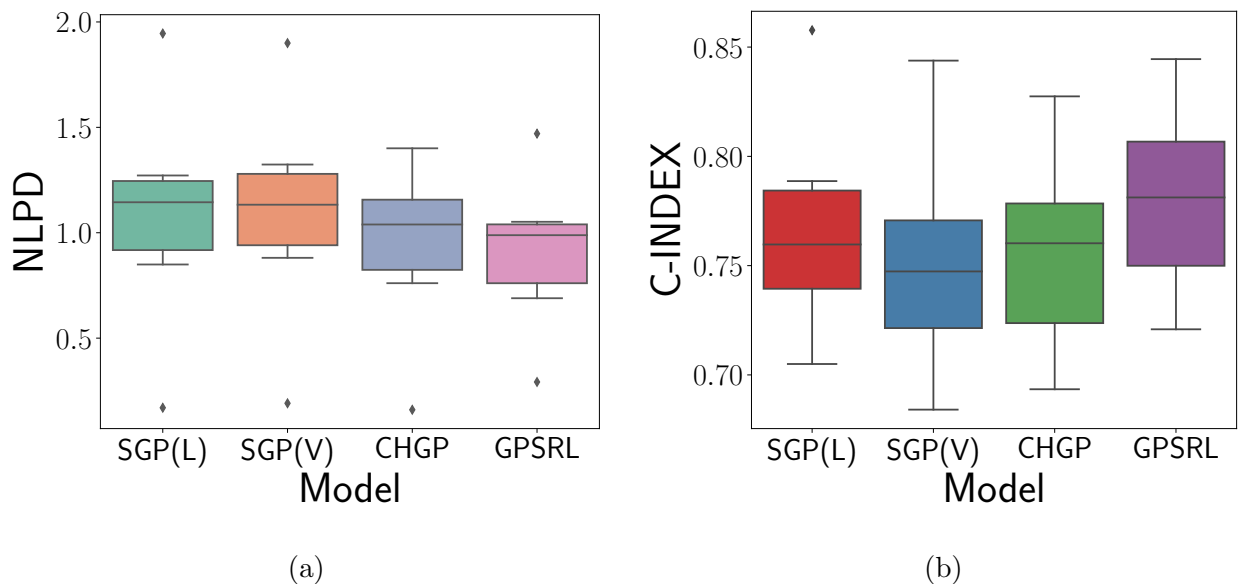 2.0
1.5
1.0
0.5
NLPD
SGP(L) SGP(V) CHGP GPSRL
Model
(a)
0.85
0.80
0.75
0.70
C-INDEX
SGP(L) SGP(V) CHGP GPSRL
Model
(b)